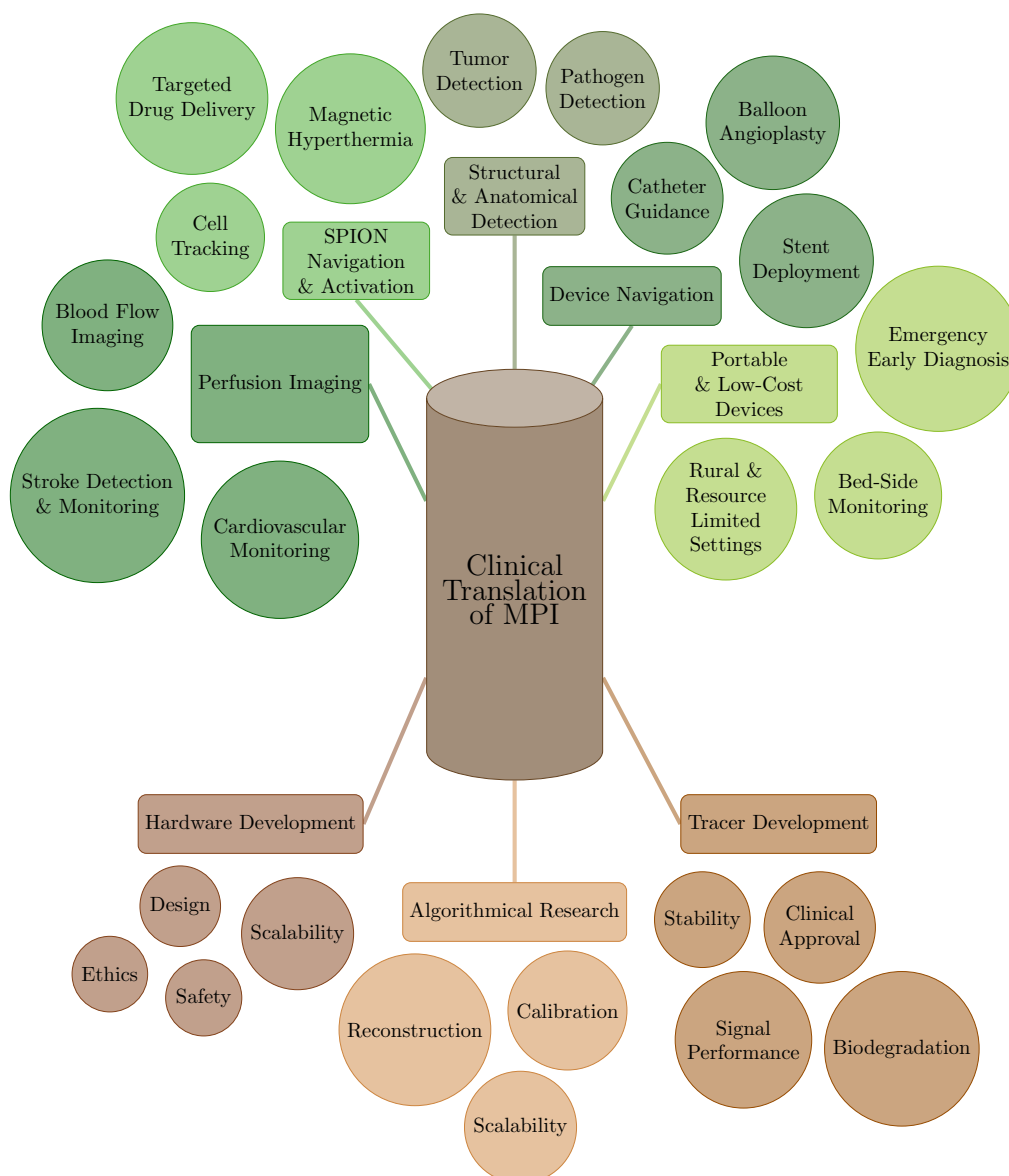 Targeted
Drug Delivery
Magnetic
Hyperthermia
Cell
Tracking
SPION
Navigation
& Activation
Tumor
Detection
Pathogen
Detection
Structural
& Anatomical
Detection
Balloon
Angioplasty
Catheter
Guidance
Stent
Deployment
Device Navigation
Blood Flow
Imaging
Perfusion Imaging
Stroke Detection
& Monitoring
Cardiovascular
Monitoring
Emergency
Early Diagnosis
Portable
& Low-Cost
Devices
Rural &
Resource
Limited
Settings
Bed-Side
Monitoring
Clinical
Translation
of MPI
Hardware Development
Design
Scalability
Ethics
Safety
Algorithmical Research
Reconstruction
Calibration
Scalability
Tracer Development
Stability
Clinical
Approval
Signal
Performance
Biodegradation